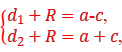 d₁ + R = a-c,
d₂ + R = a + c,